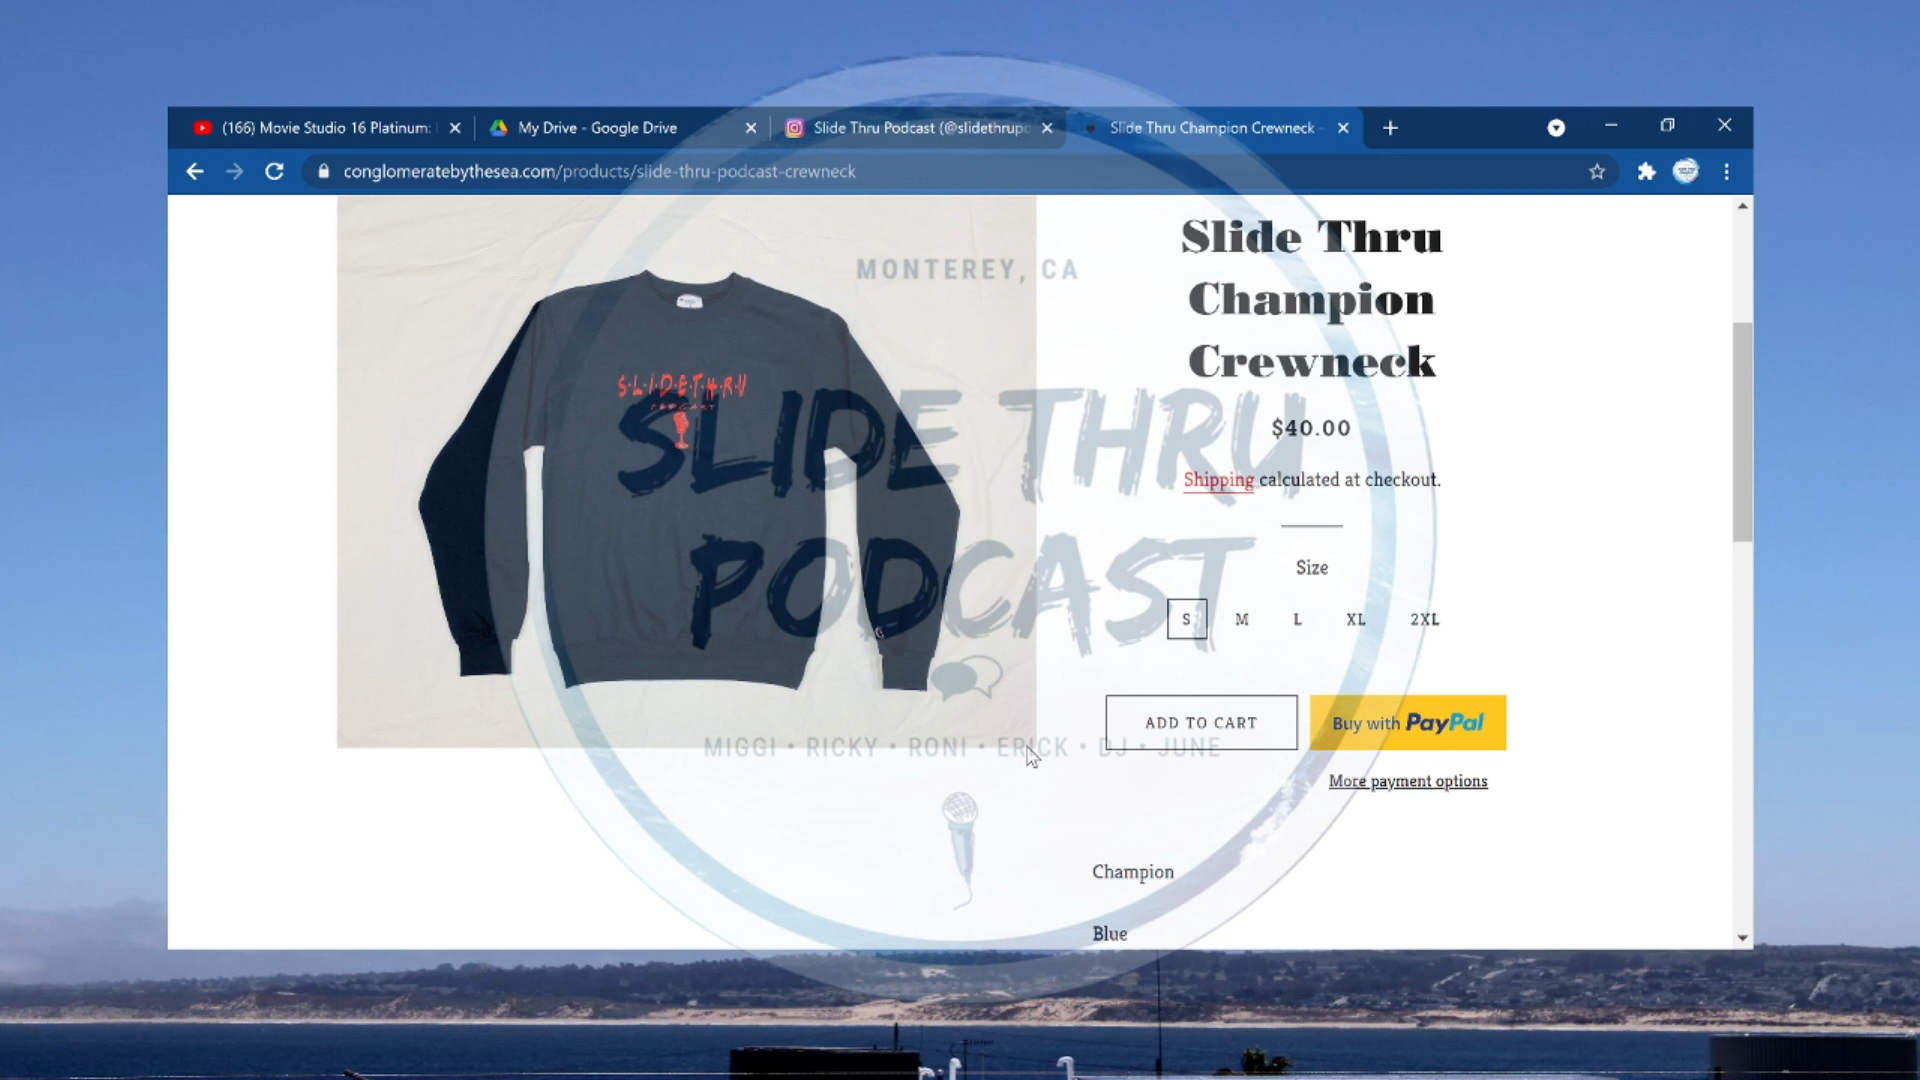 (166) Movie Studio 16 Platinum:
My Drive - Google Drive
Slide Thru Podcast (@slidethrupo
Slide Thru Champion Crewneck -
conglomeratebythesea.com/products/slide-thru-podcast-crewneck
MONTEREY, CA
Slide Thru
Champion
Crewneck
S·L·I·D·E·T·H·R·U
PODCAST
SLIDE THRU
PODCAST
$40.00
Shipping calculated at checkout.
Size
S M L XL 2XL
ADD TO CART
Buy with PayPal
MIGGI • RICKY • RONI • ERICK • DJ • JUNE
More payment options
Champion
Blue